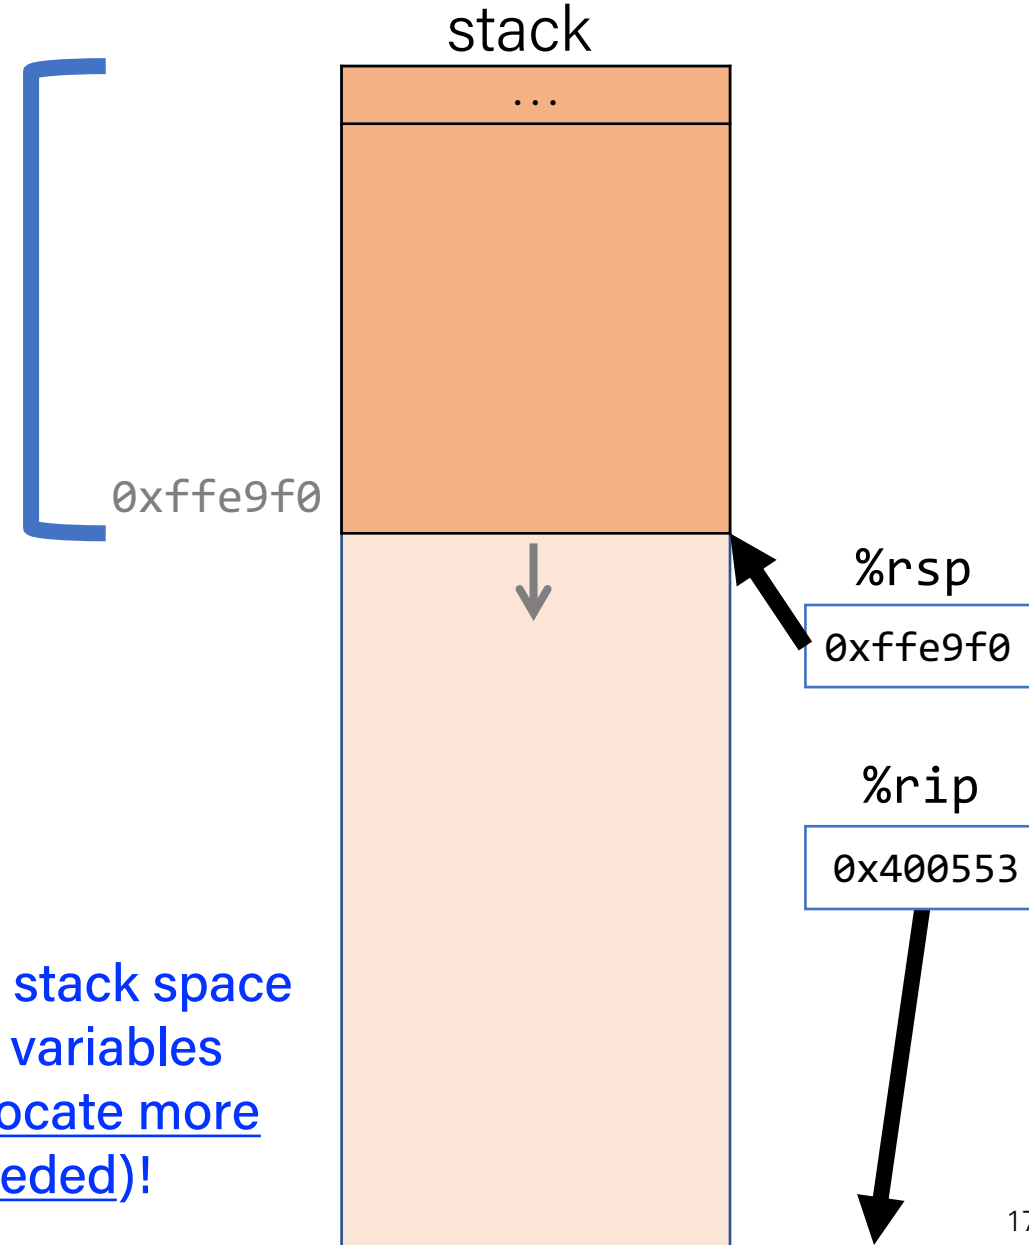 stack
...
0xffe9f0
%rsp
0xffe9f0
%rip
0x400553
stack space
variables
ocate more
eded)!
17